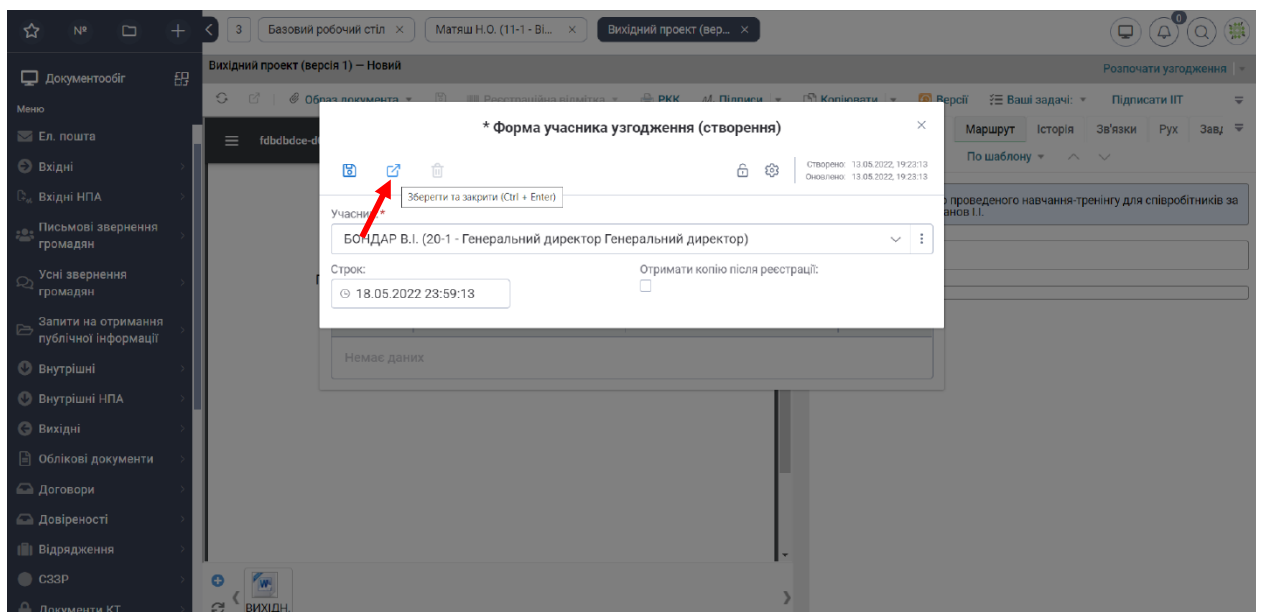 Nº
3
Базовий робочий стіл ×
Матяш Н.О. (11-1 - Ві... ×
Вихідний проект (вер... ×
0
Документообіг
Вихідний проект (версія 1) — Новий
Розпочати узгодження
Меню
Образ документа
Реєстраційна відмітка
РКК
Підписи
Копіювати
Версії
Ваші задачі:
Підписати ІІТ
Ел. пошта
Вхідні
Вхідні НПА
Письмові звернення
громадян
Усні звернення
громадян
Запити на отримання
публічної інформації
Внутрішні
Внутрішні НПА
Вихідні
Облікові документи
Договори
Довіреності
Відрядження
СЗЗР
Документи КТ
fdbdbdce-d
* Форма учасника узгодження (створення)
Створено: 13.05.2022, 19:23:13
Оновлено: 13.05.2022, 19:23:13
Зберегти та закрити (Ctrl + Enter)
Учасник:*
БОНДАР В.І. (20-1 - Генеральний директор Генеральний директор)
Строк:
Отримати копію після реєстрації:
18.05.2022 23:59:13
Немає даних
Маршрут
Історія
Зв'язки
Рух
По шаблону
проведеного навчання-тренінгу для співробітників за
ВИХІДН.